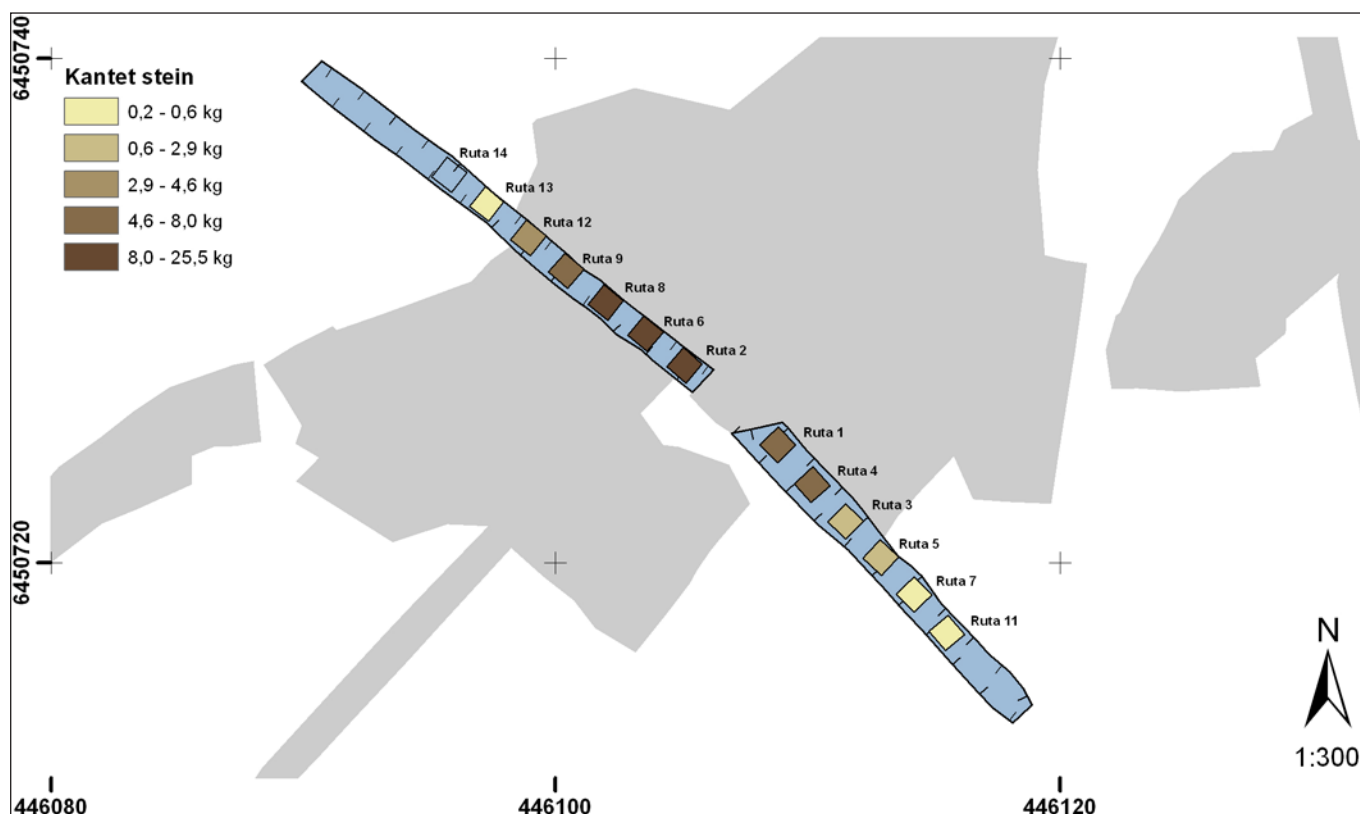 6450740
Kantet stein
0,2 - 0,6 kg
0,6 - 2,9 kg
2,9 - 4,6 kg
4,6 - 8,0 kg
8,0 - 25,5 kg
Ruta 14
Ruta 13
Ruta 12
Ruta 9
Ruta 8
Ruta 6
Ruta 2
Ruta 1
Ruta 4
Ruta 3
Ruta 5
Ruta 7
Ruta 11
6450720
N
1:300
446080
446100
446120